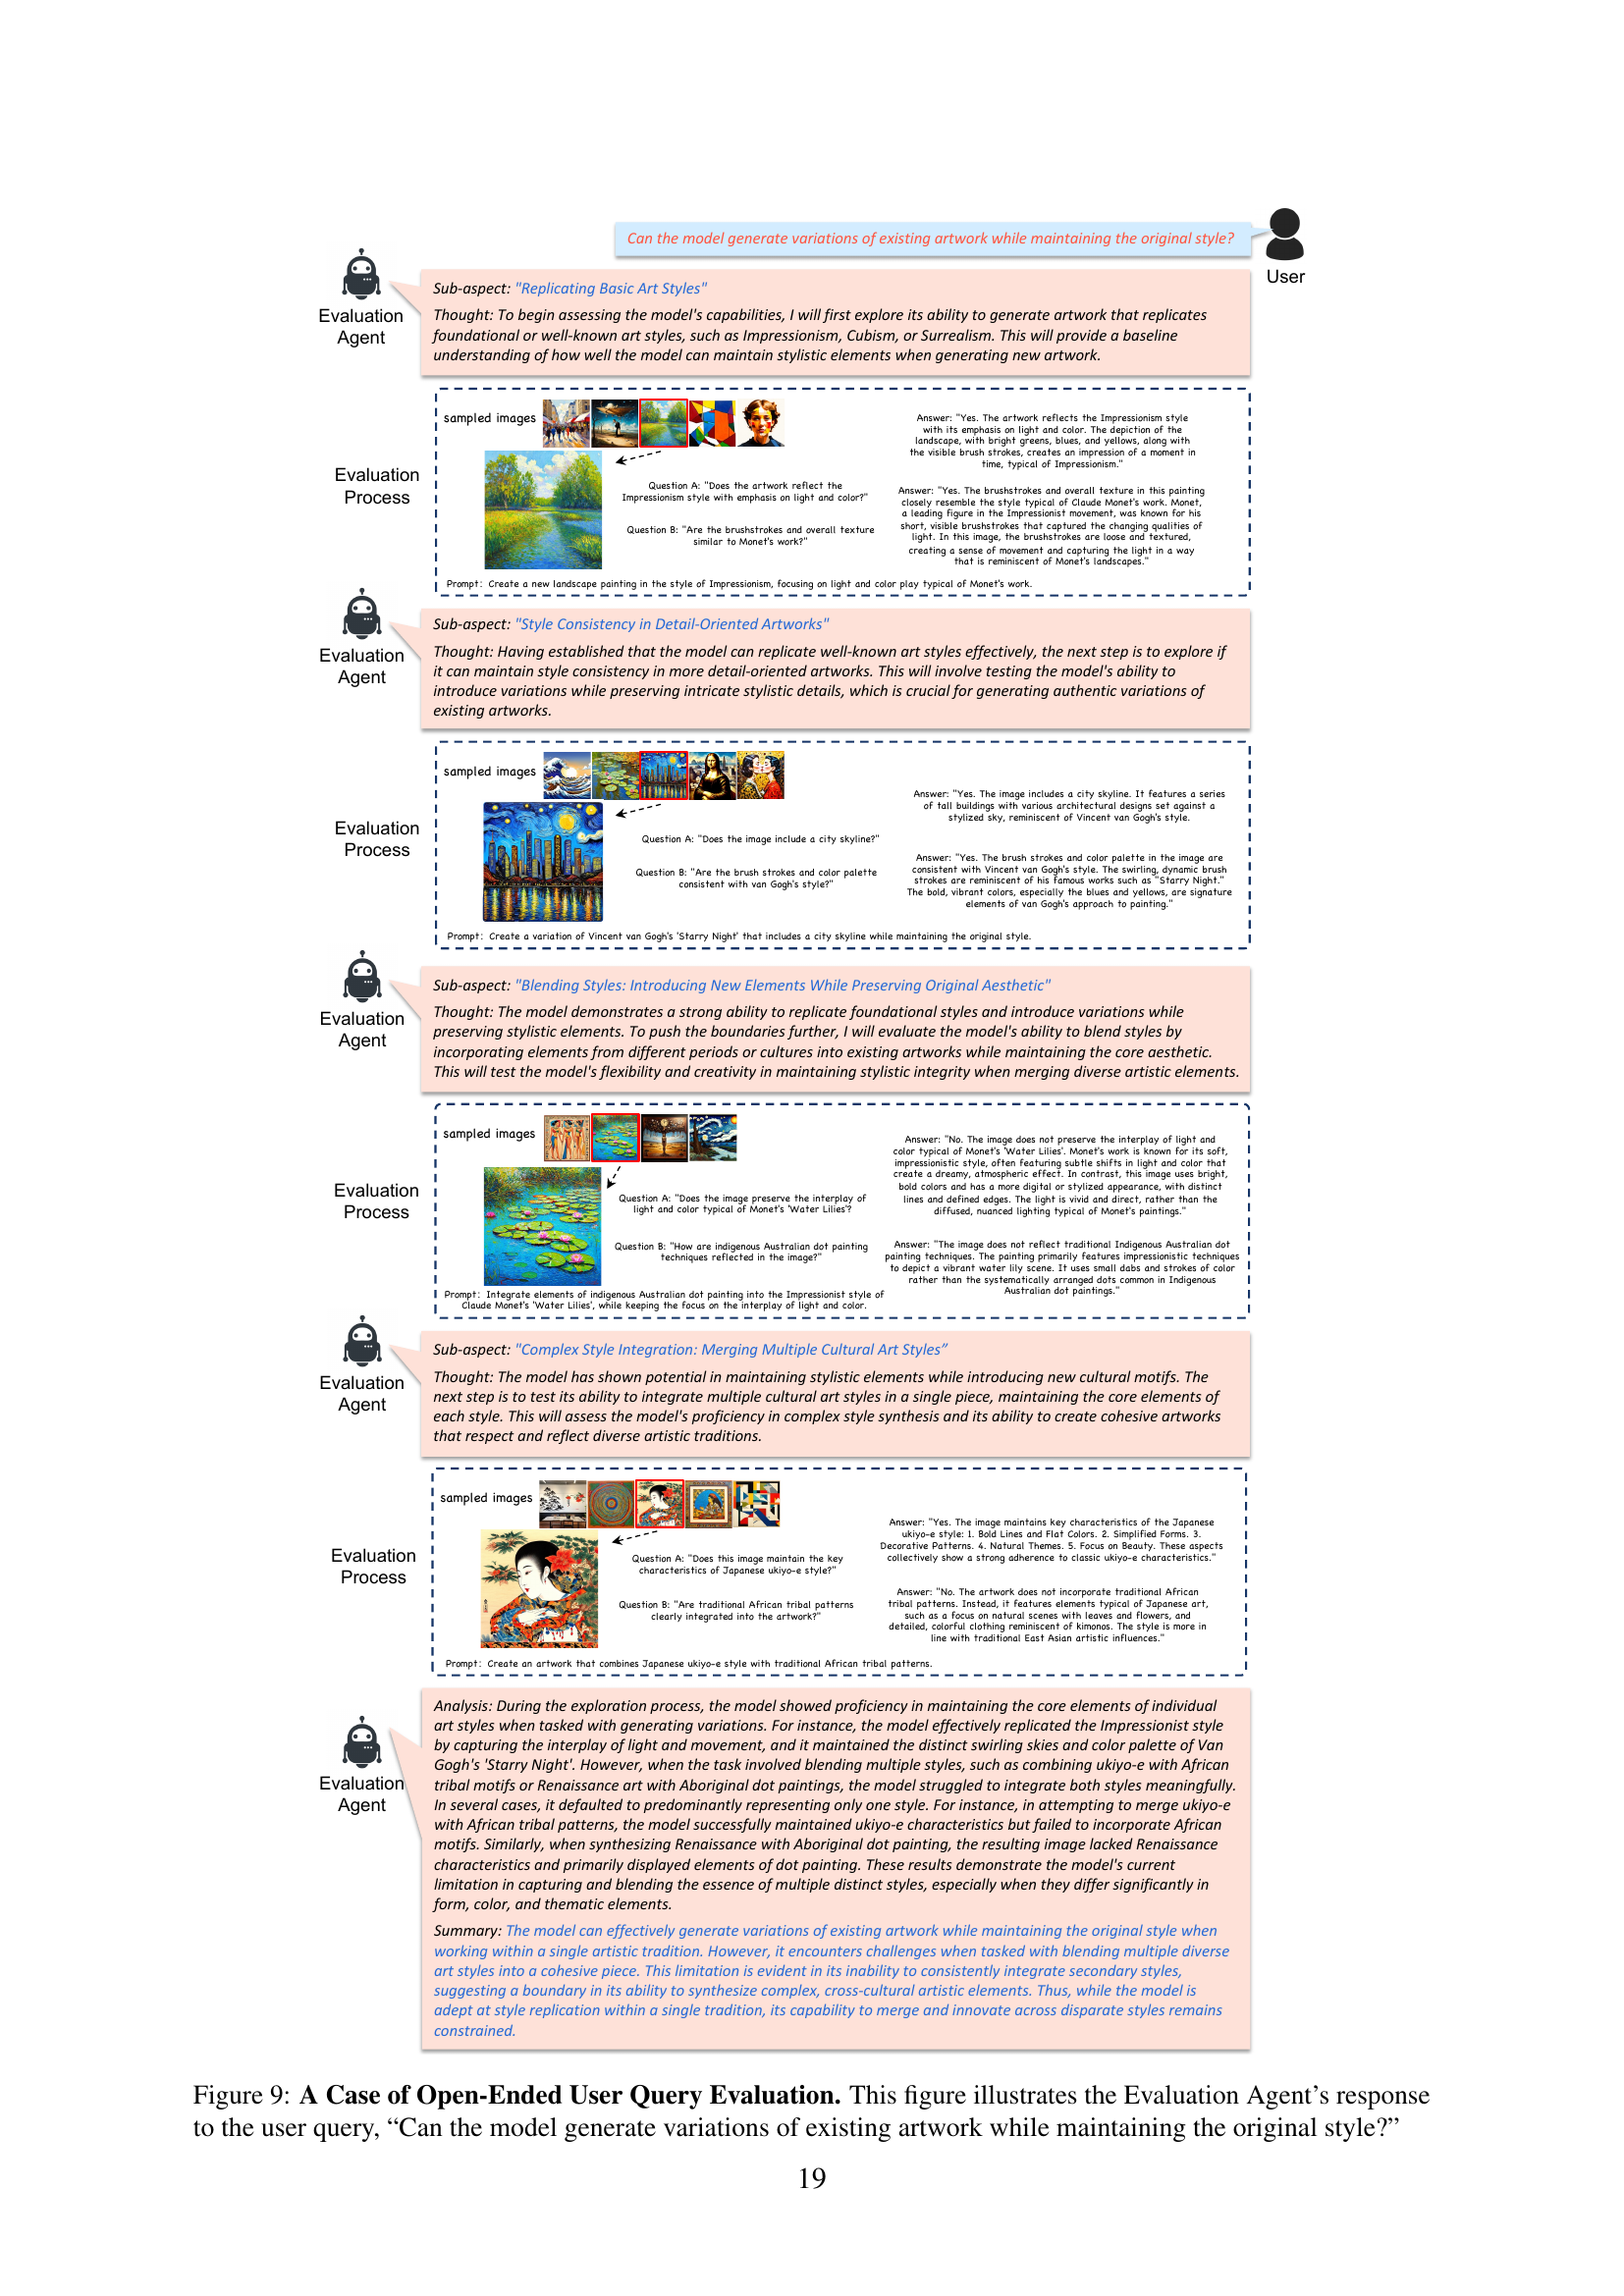 Can the model generate variations of existing artwork while maintaining the original style?
User
Evaluation
Agent
Sub-aspect: "Replicating Basic Art Styles"
Thought: To begin assessing the model's capabilities, I will first explore its ability to generate artwork that replicates
foundational or well-known art styles, such as Impressionism, Cubism, or Surrealism. This will provide a baseline
understanding of how well the model can maintain stylistic elements when generating new artwork.
Evaluation
Process
sampled images
Question A: "Does the artwork reflect the
Impressionism style with emphasis on light and color?"
Question B: "Are the brushstrokes and overall texture
similar to Monet's work?"
Answer: "Yes. The artwork reflects the Impressionism style
with its emphasis on light and color. The depiction of the
landscape, with bright greens, blues, and yellows, along with
the visible brush strokes, creates an impression of a moment in
time, typical of Impressionism."
Answer: "Yes. The brushstrokes and overall texture in this painting
closely resemble the style typical of Claude Monet's work. Monet,
a leading figure in the Impressionist movement, was known for his
short, visible brushstrokes that captured the changing qualities of
light. In this image, the brushstrokes are loose and textured,
creating a sense of movement and capturing the light in a way
that is reminiscent of Monet's landscapes."
Prompt: Create a new landscape painting in the style of Impressionism, focusing on light and color play typical of Monet's work.
Evaluation
Agent
Sub-aspect: "Style Consistency in Detail-Oriented Artworks"
Thought: Having established that the model can replicate well-known art styles effectively, the next step is to explore if
it can maintain style consistency in more detail-oriented artworks. This will involve testing the model's ability to
introduce variations while preserving intricate stylistic details, which is crucial for generating authentic variations of
existing artworks.
Evaluation
Process
sampled images
Question A: "Does the image include a city skyline?"
Question B: "Are the brush strokes and color palette
consistent with van Gogh's style?"
Answer: "Yes. The image includes a city skyline. It features a series
of tall buildings with various architectural designs set against a
stylized sky, reminiscent of Vincent van Gogh's style.
Answer: "Yes. The brush strokes and color palette in the image are
consistent with Vincent van Gogh's style. The swirling, dynamic brush
strokes are reminiscent of his famous works such as "Starry Night."
The bold, vibrant colors, especially the blues and yellows, are signature
elements of van Gogh's approach to painting."
Prompt: Create a variation of Vincent van Gogh's 'Starry Night' that includes a city skyline while maintaining the original style.
Evaluation
Agent
Sub-aspect: "Blending Styles: Introducing New Elements While Preserving Original Aesthetic"
Thought: The model demonstrates a strong ability to replicate foundational styles and introduce variations while
preserving stylistic elements. To push the boundaries further, I will evaluate the model's ability to blend styles by
incorporating elements from different periods or cultures into existing artworks while maintaining the core aesthetic.
This will test the model's flexibility and creativity in maintaining stylistic integrity when merging diverse artistic elements.
Evaluation
Process
sampled images
Question A: "Does the image preserve the interplay of
light and color typical of Monet's 'Water Lilies'?
Question B: "How are indigenous Australian dot painting
techniques reflected in the image?"
Answer: "No. The image does not preserve the interplay of light and
color typical of Monet's 'Water Lilies'. Monet's work is known for its soft,
impressionistic style, often featuring subtle shifts in light and color that
create a dreamy, atmospheric effect. In contrast, this image uses bright,
bold colors and has a more digital or stylized appearance, with distinct
lines and defined edges. The light is vivid and direct, rather than the
diffused, nuanced lighting typical of Monet's paintings."
Answer: "The image does not reflect traditional Indigenous Australian dot
painting techniques. The painting primarily features impressionistic techniques
to depict a vibrant water lily scene. It uses small dabs and strokes of color
rather than the systematically arranged dots common in Indigenous
Australian dot paintings."
Prompt: Integrate elements of indigenous Australian dot painting into the Impressionist style of
Claude Monet's 'Water Lilies', while keeping the focus on the interplay of light and color.
Evaluation
Agent
Sub-aspect: "Complex Style Integration: Merging Multiple Cultural Art Styles”
Thought: The model has shown potential in maintaining stylistic elements while introducing new cultural motifs. The
next step is to test its ability to integrate multiple cultural art styles in a single piece, maintaining the core elements of
each style. This will assess the model's proficiency in complex style synthesis and its ability to create cohesive artworks
that respect and reflect diverse artistic traditions.
Evaluation
Process
sampled images
Question A: "Does this image maintain the key
characteristics of Japanese ukiyo-e style?"
Question B: "Are traditional African tribal patterns
clearly integrated into the artwork?"
Answer: "Yes. The image maintains key characteristics of the Japanese
ukiyo-e style: 1. Bold Lines and Flat Colors. 2. Simplified Forms. 3.
Decorative Patterns. 4. Natural Themes. 5. Focus on Beauty. These aspects
collectively show a strong adherence to classic ukiyo-e characteristics."
Answer: "No. The artwork does not incorporate traditional African
tribal patterns. Instead, it features elements typical of Japanese art,
such as a focus on natural scenes with leaves and flowers, and
detailed, colorful clothing reminiscent of kimonos. The style is more in
line with traditional East Asian artistic influences."
Prompt: Create an artwork that combines Japanese ukiyo-e style with traditional African tribal patterns.
Evaluation
Agent
Analysis: During the exploration process, the model showed proficiency in maintaining the core elements of individual
art styles when tasked with generating variations. For instance, the model effectively replicated the Impressionist style
by capturing the interplay of light and movement, and it maintained the distinct swirling skies and color palette of Van
Gogh's 'Starry Night'. However, when the task involved blending multiple styles, such as combining ukiyo-e with African
tribal motifs or Renaissance art with Aboriginal dot paintings, the model struggled to integrate both styles meaningfully.
In several cases, it defaulted to predominantly representing only one style. For instance, in attempting to merge ukiyo-e
with African tribal patterns, the model successfully maintained ukiyo-e characteristics but failed to incorporate African
motifs. Similarly, when synthesizing Renaissance with Aboriginal dot painting, the resulting image lacked Renaissance
characteristics and primarily displayed elements of dot painting. These results demonstrate the model's current
limitation in capturing and blending the essence of multiple distinct styles, especially when they differ significantly in
form, color, and thematic elements.
Summary: The model can effectively generate variations of existing artwork while maintaining the original style when
working within a single artistic tradition. However, it encounters challenges when tasked with blending multiple diverse
art styles into a cohesive piece. This limitation is evident in its inability to consistently integrate secondary styles,
suggesting a boundary in its ability to synthesize complex, cross-cultural artistic elements. Thus, while the model is
adept at style replication within a single tradition, its capability to merge and innovate across disparate styles remains
constrained.
Figure 9: A Case of Open-Ended User Query Evaluation. This figure illustrates the Evaluation Agent’s response
to the user query, “Can the model generate variations of existing artwork while maintaining the original style?”
19